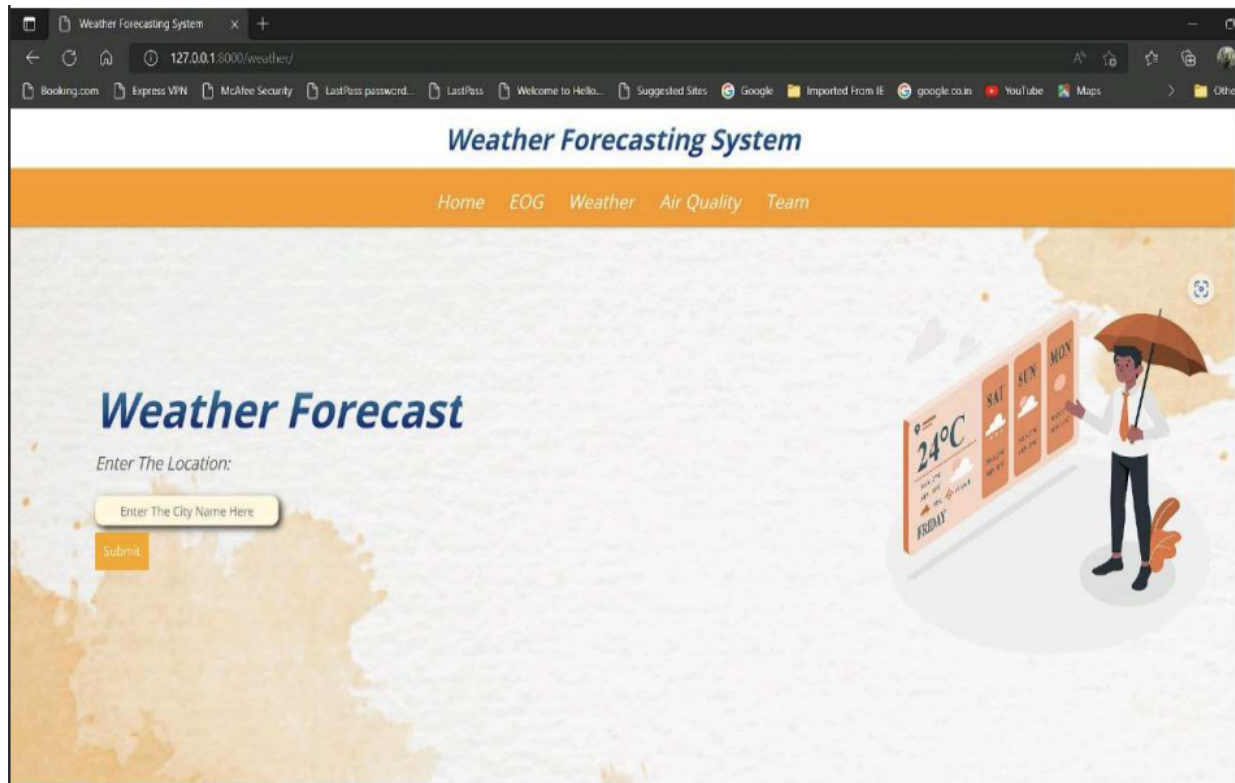 Weather Forecasting System
127.0.0.1:8000/weather/
Booking.com Express VPN McAfee Security LastPass password... LastPass Welcome to Hello... Suggested Sites Google Imported From IE google.co.in YouTube Maps Othe
Weather Forecasting System
Home EOG Weather Air Quality Team
Weather Forecast
Enter The Location:
Enter The City Name Here
Submit
24°C
FRIDAY
SAT
SUN
MON